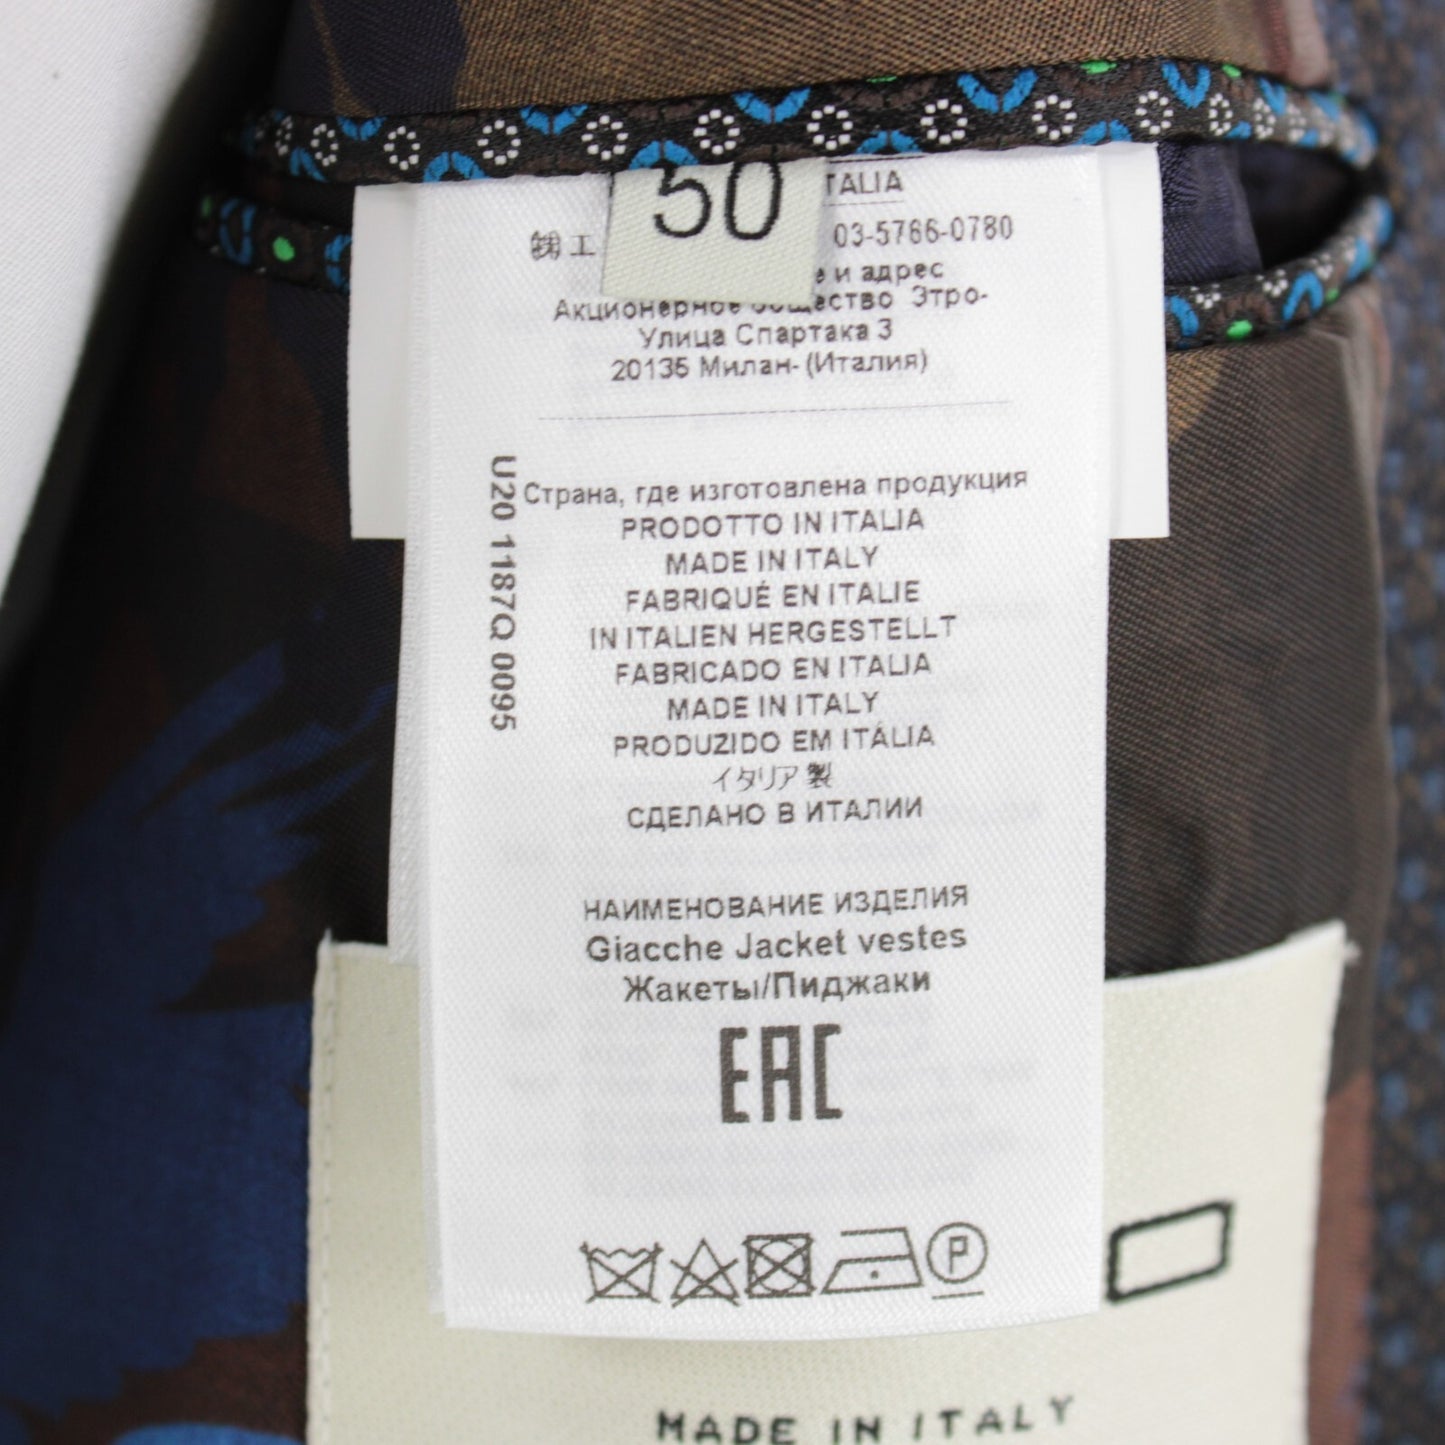 50
TALIA
㈱ エ 03-5766-0780
е и адрес
Акционерное общество Этро-
Улица Спартака 3
20135 Милан- (Италия)
U20 1187Q 0095
Страна, где изготовлена продукция
PRODOTTO IN ITALIA
MADE IN ITALY
FABRIQUÉ EN ITALIE
IN ITALIEN HERGESTELLT
FABRICADO EN ITALIA
MADE IN ITALY
PRODUZIDO EM ITÁLIA
イタリア製
СДЕЛАНО В ИТАЛИИ
НАИМЕНОВАНИЕ ИЗДЕЛИЯ
Giacche Jacket vestes
Жакеты/Пиджаки
EAC
P
MADE IN ITALY